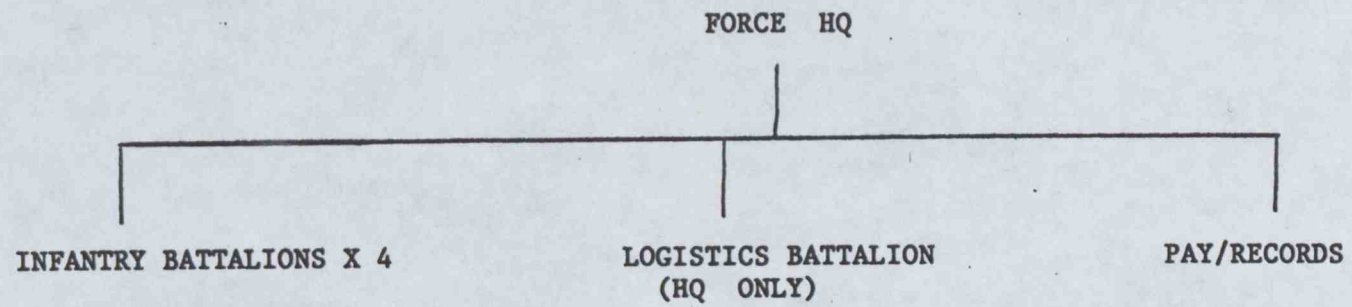 FORCE HQ
INFANTRY BATTALIONS X 4
LOGISTICS BATTALION
(HQ ONLY)
PAY/RECORDS